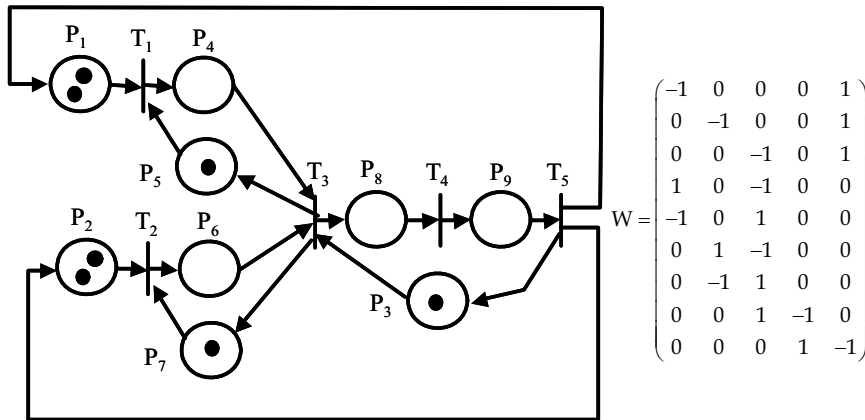 P₁ T₁ P₄
P₅ T₃ P₈ T₄ P₉ T₅
P₂ T₂ P₆
P₃
P₇
W = (−1 0 0 0 1
0 −1 0 0 1
0 0 −1 0 1
1 0 −1 0 0
−1 0 1 0 0
0 1 −1 0 0
0 −1 1 0 0
0 0 1 −1 0
0 0 0 1 −1)